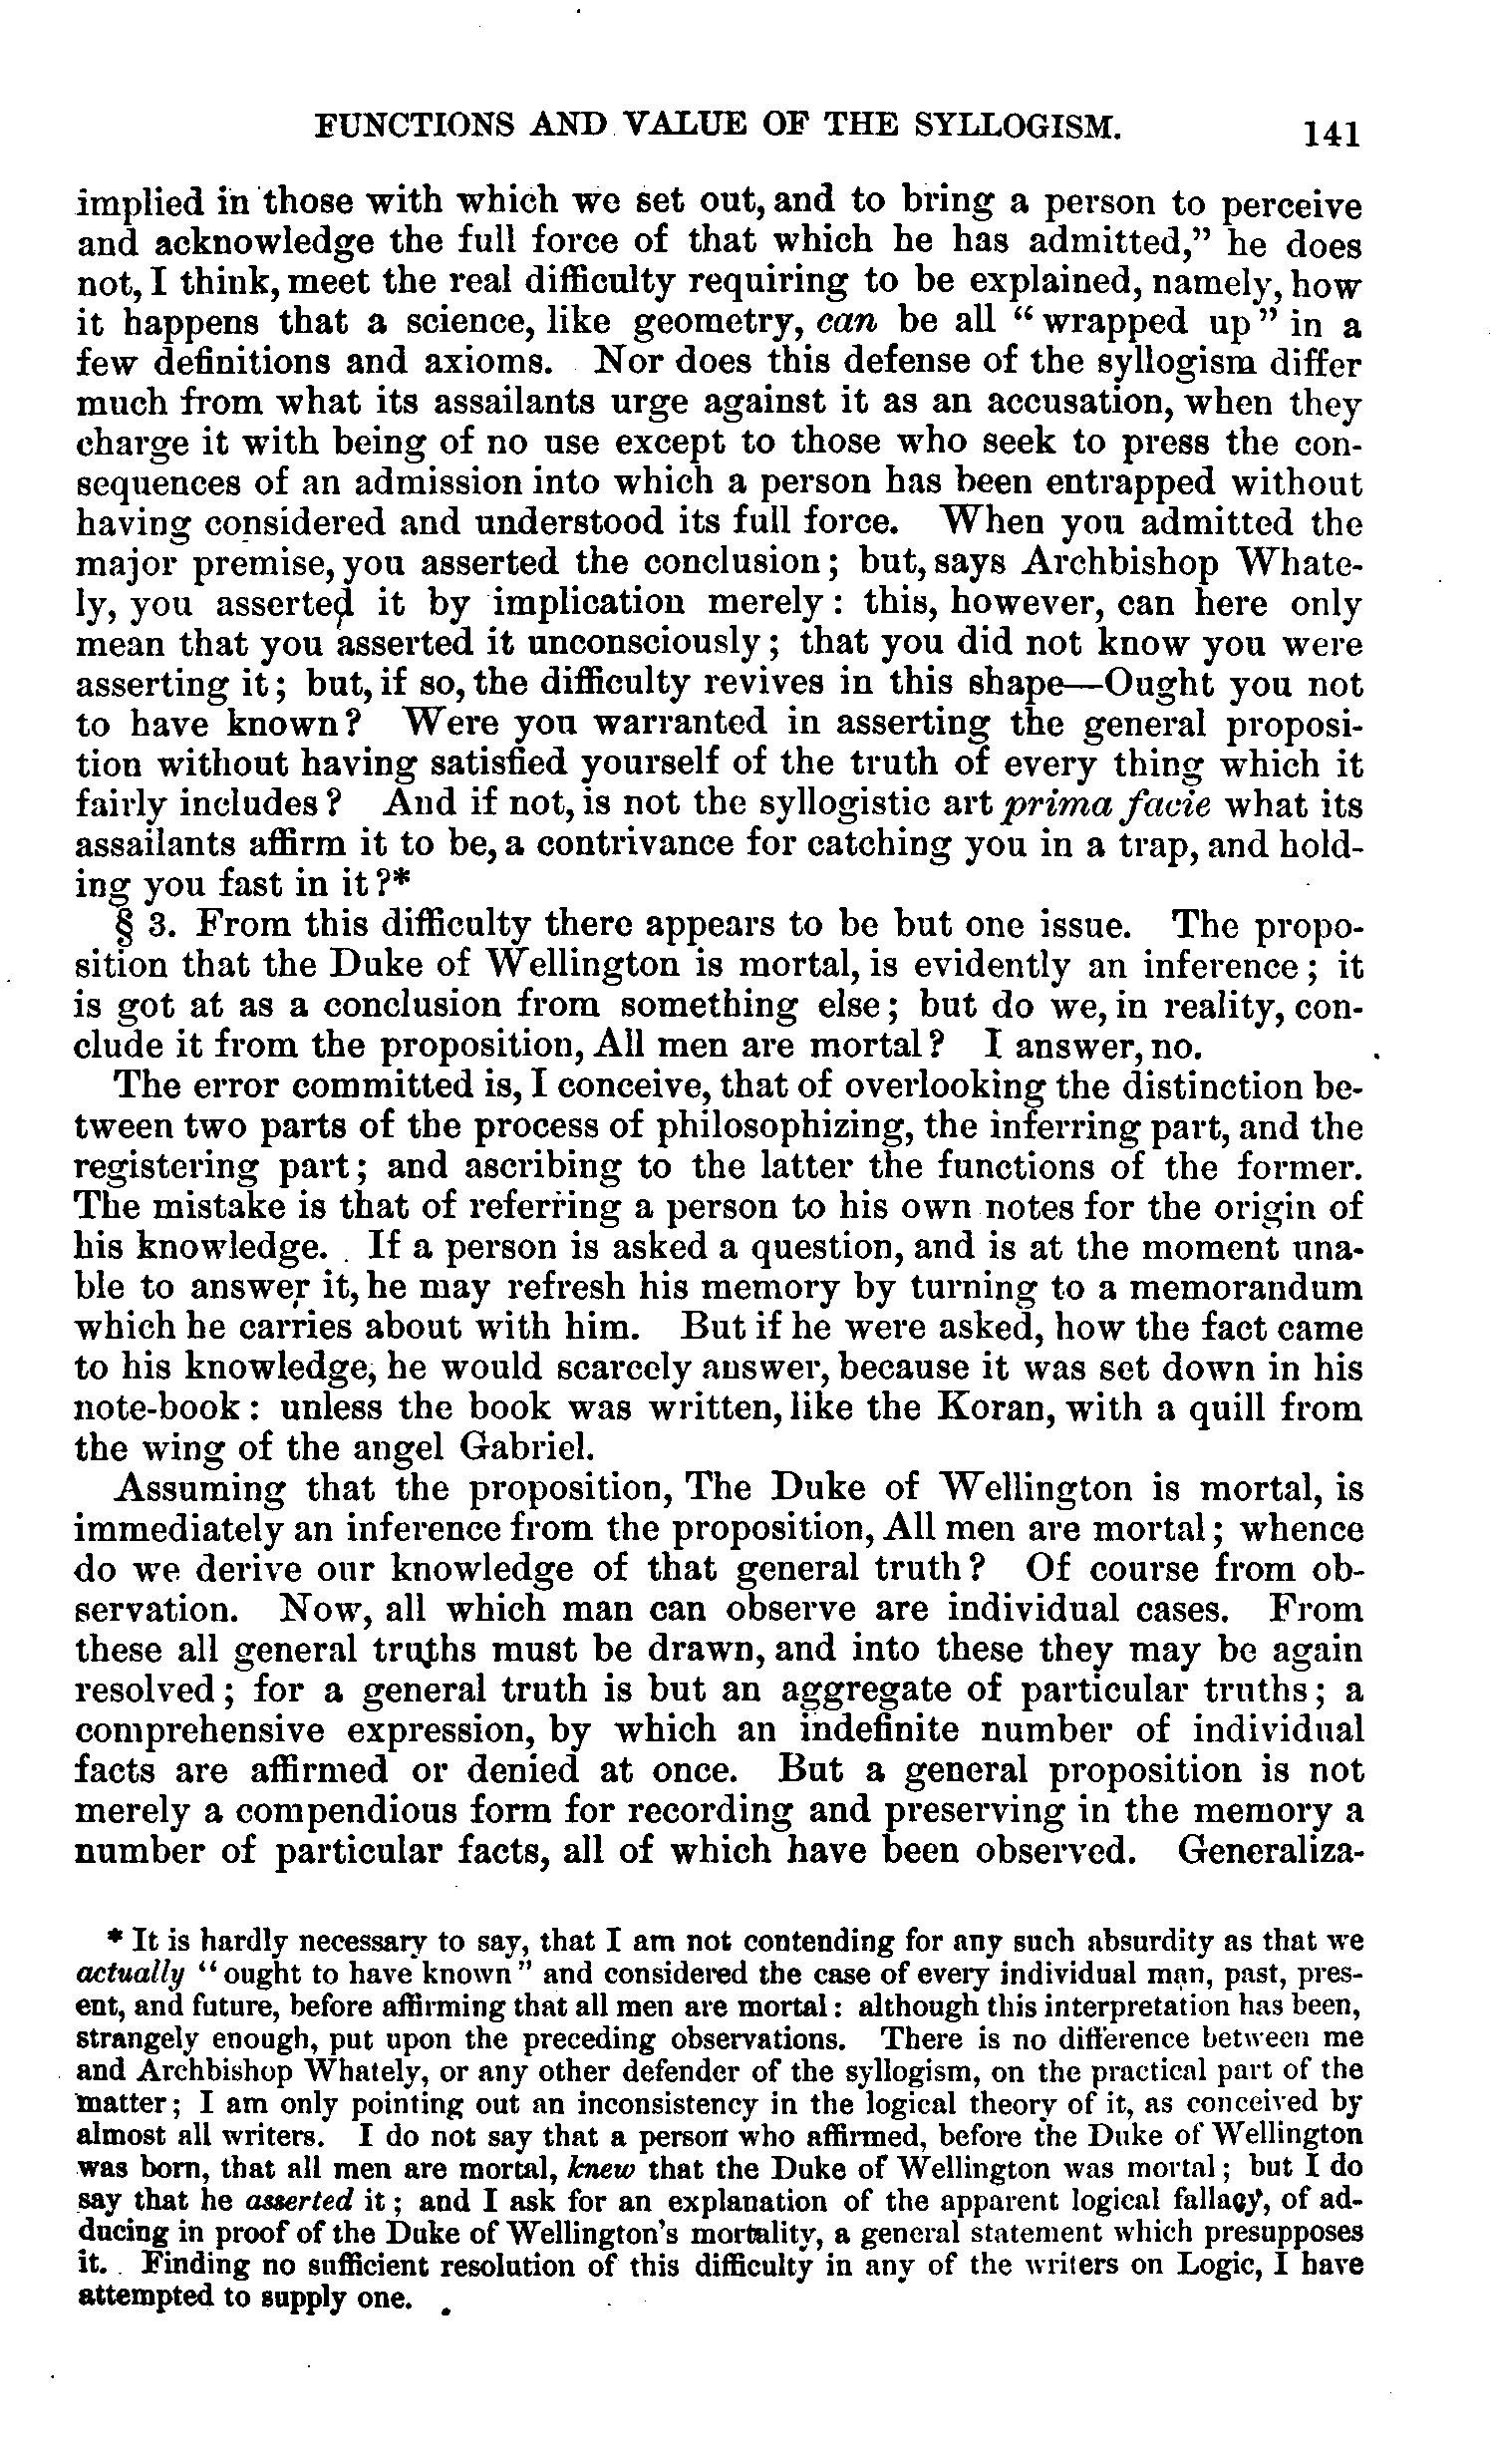 FUNCTIONS AND VALUE OF THE SYLLOGISM. 141
implied in those with which we set out, and to bring a person to perceive
and acknowledge the full force of that which he has admitted,” he does
not, I think, meet the real difficulty requiring to be explained, namely, how
it happens that a science, like geometry, can be all “wrapped up” in a
few definitions and axioms. Nor does this defense of the syllogism differ
much from what its assailants urge against it as an accusation, when they
charge it with being of no use except to those who seek to press the con-
sequences of an admission into which a person has been entrapped without
having considered and understood its full force. When you admitted the
major premise, you asserted the conclusion; but, says Archbishop Whate-
ly, you asserted it by implication merely: this, however, can here only
mean that you asserted it unconsciously; that you did not know you were
asserting it; but, if so, the difficulty revives in this shape—Ought you not
to have known? Were you warranted in asserting the general proposi-
tion without having satisfied yourself of the truth of every thing which it
fairly includes? And if not, is not the syllogistic art prima facie what its
assailants affirm it to be, a contrivance for catching you in a trap, and hold-
ing you fast in it?*
§ 3. From this difficulty there appears to be but one issue. The propo-
sition that the Duke of Wellington is mortal, is evidently an inference; it
is got at as a conclusion from something else; but do we, in reality, con-
clude it from the proposition, All men are mortal? I answer, no.
The error committed is, I conceive, that of overlooking the distinction be-
tween two parts of the process of philosophizing, the inferring part, and the
registering part; and ascribing to the latter the functions of the former.
The mistake is that of referring a person to his own notes for the origin of
his knowledge. If a person is asked a question, and is at the moment una-
ble to answer it, he may refresh his memory by turning to a memorandum
which he carries about with him. But if he were asked, how the fact came
to his knowledge, he would scarcely answer, because it was set down in his
note-book: unless the book was written, like the Koran, with a quill from
the wing of the angel Gabriel.
Assuming that the proposition, The Duke of Wellington is mortal, is
immediately an inference from the proposition, All men are mortal; whence
do we derive our knowledge of that general truth? Of course from ob-
servation. Now, all which man can observe are individual cases. From
these all general truths must be drawn, and into these they may be again
resolved; for a general truth is but an aggregate of particular truths; a
comprehensive expression, by which an indefinite number of individual
facts are affirmed or denied at once. But a general proposition is not
merely a compendious form for recording and preserving in the memory a
number of particular facts, all of which have been observed. Generaliza-
* It is hardly necessary to say, that I am not contending for any such absurdity as that we
actually “ought to have known” and considered the case of every individual man, past, pres-
ent, and future, before affirming that all men are mortal: although this interpretation has been,
strangely enough, put upon the preceding observations. There is no difference between me
and Archbishop Whately, or any other defender of the syllogism, on the practical part of the
matter; I am only pointing out an inconsistency in the logical theory of it, as conceived by
almost all writers. I do not say that a person who affirmed, before the Duke of Wellington
was born, that all men are mortal, knew that the Duke of Wellington was mortal; but I do
say that he asserted it; and I ask for an explanation of the apparent logical fallacy, of ad-
ducing in proof of the Duke of Wellington's mortality, a general statement which presupposes
it. Finding no sufficient resolution of this difficulty in any of the writers on Logic, I have
attempted to supply one.